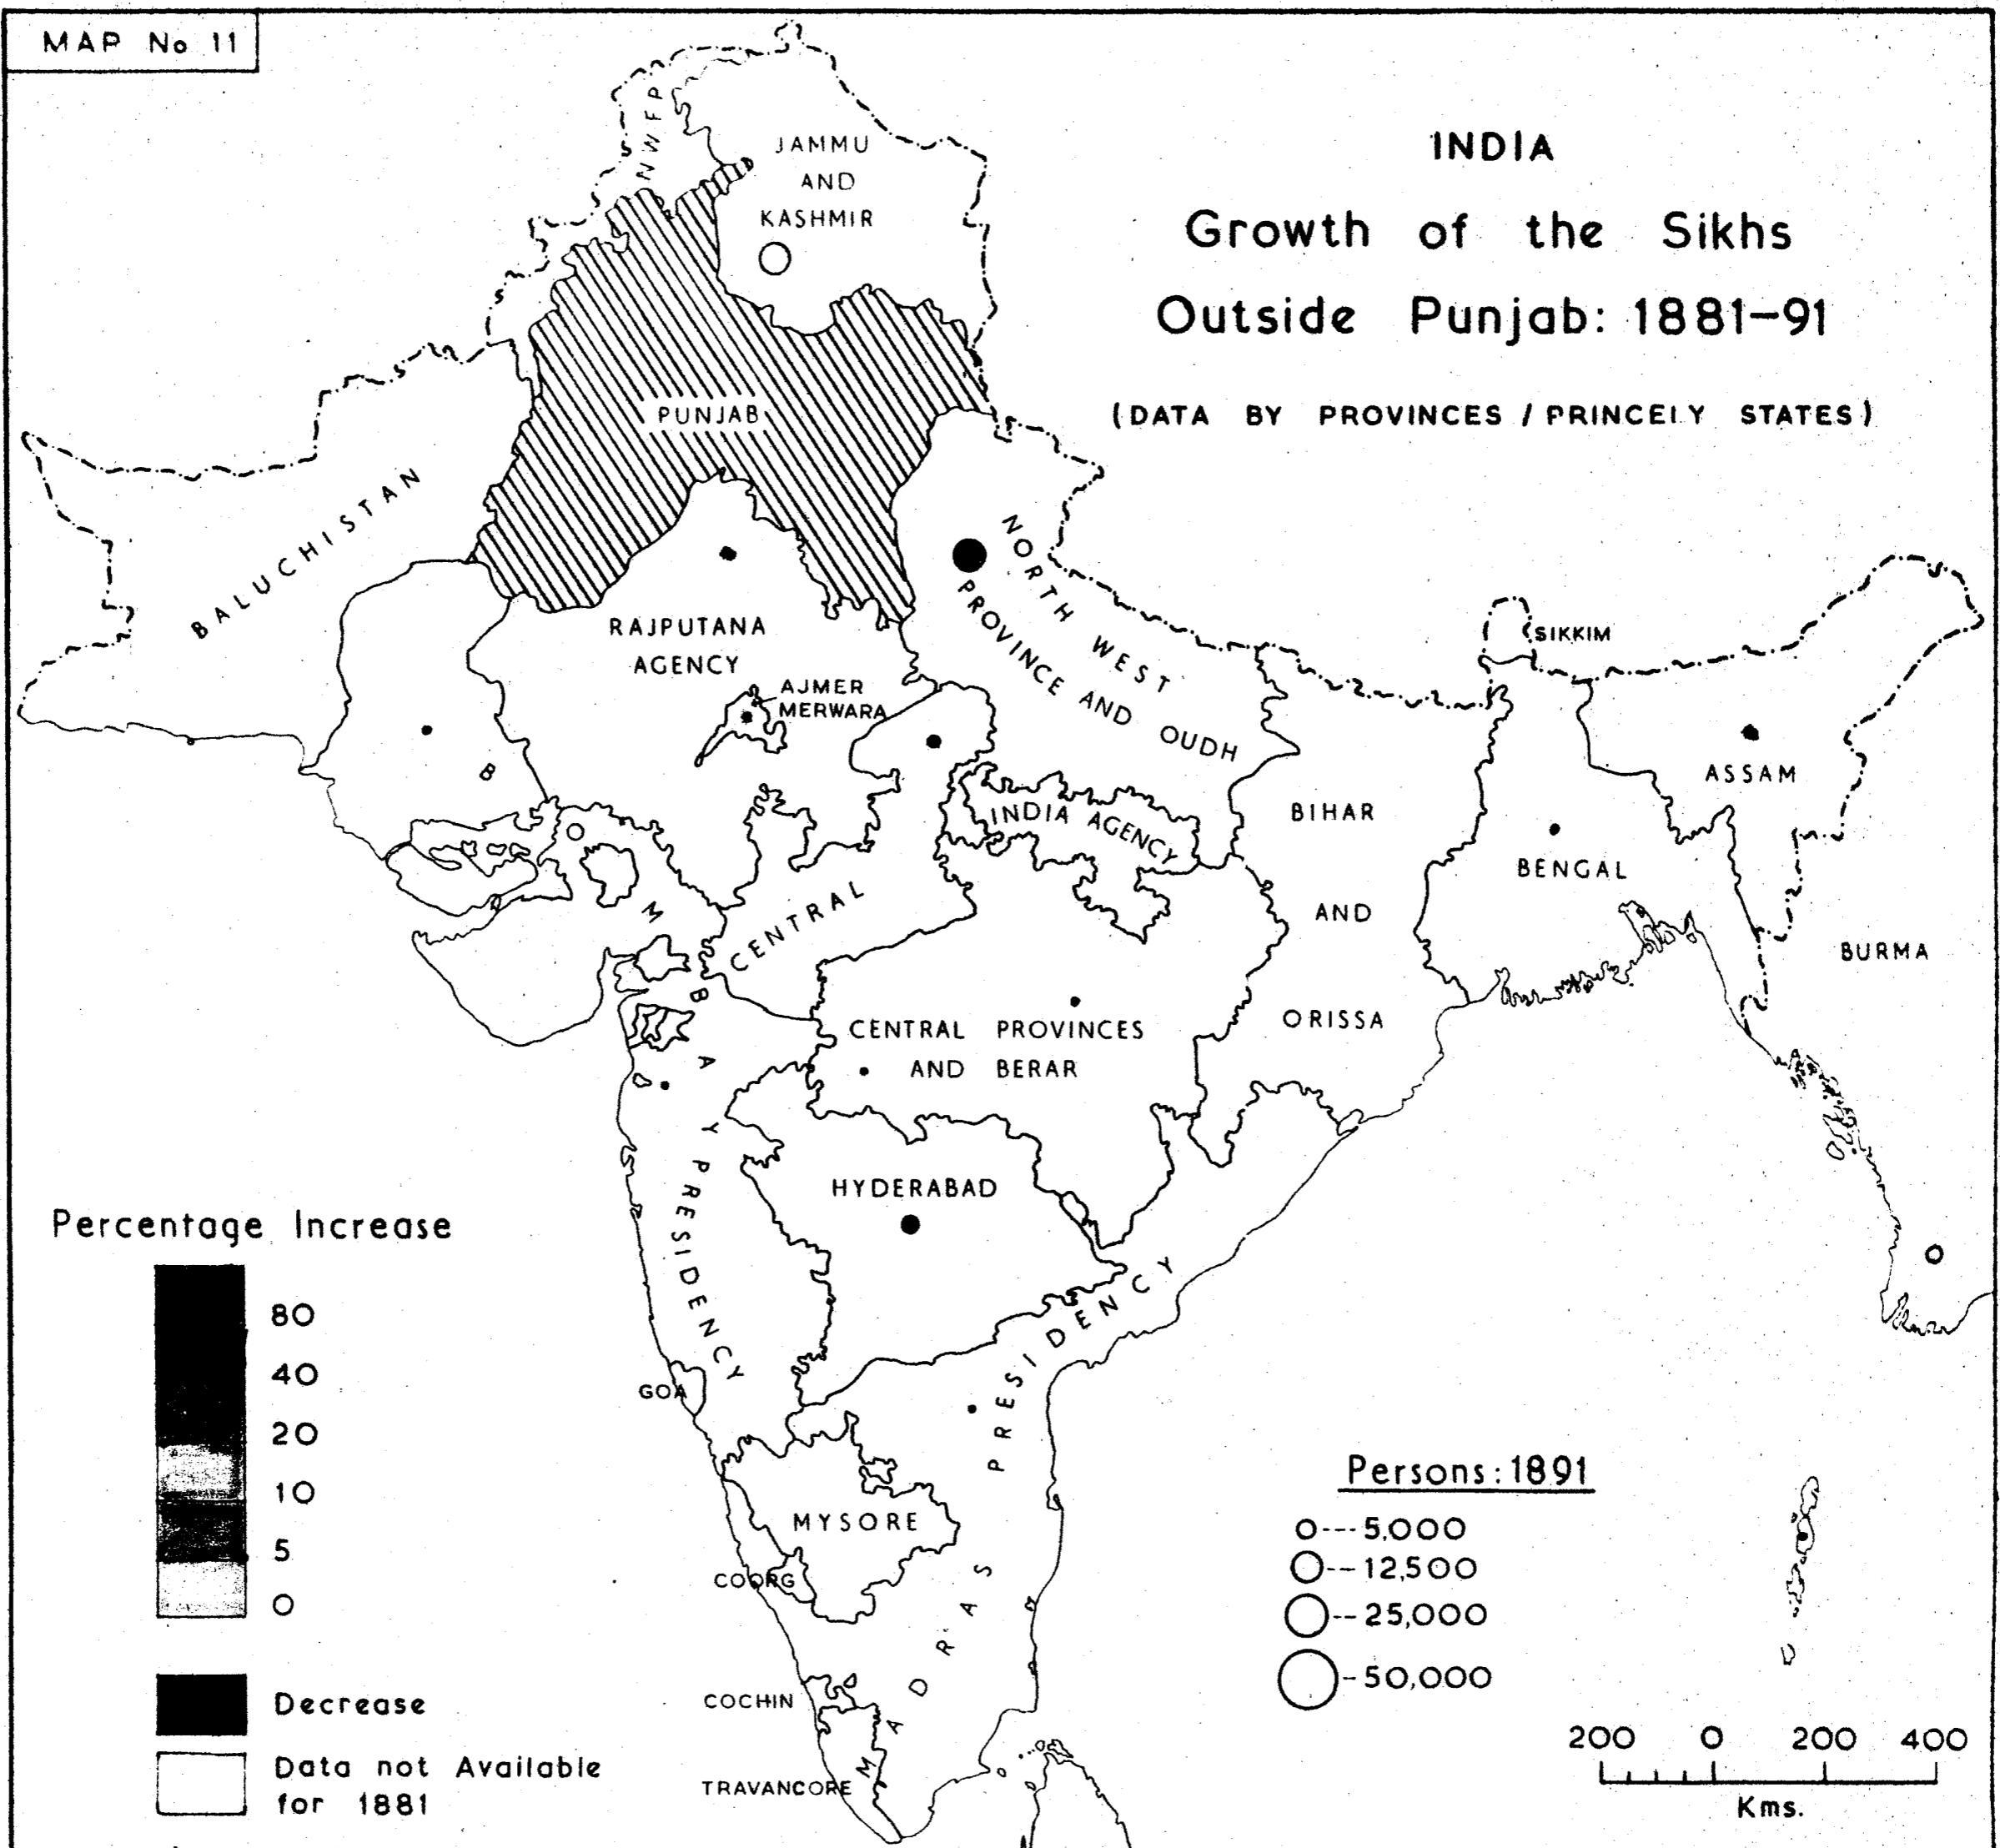 MAP No 11
INDIA
Growth of the Sikhs
Outside Punjab: 1881-91
(DATA BY PROVINCES / PRINCELY STATES)
NWFP
JAMMU
AND
KASHMIR
PUNJAB
BALUCHISTAN
RAJPUTANA
AGENCY
AJMER
MERWARA
NORTH WEST
PROVINCE AND OUDH
SIKKIM
ASSAM
BIHAR
AND
ORISSA
BENGAL
BURMA
CENTRAL
INDIA AGENCY
BOMBAY PRESIDENCY
CENTRAL PROVINCES
AND BERAR
HYDERABAD
GOA
MADRAS PRESIDENCY
MYSORE
COORG
COCHIN
TRAVANCORE
Percentage Increase
80
40
20
10
5
0
Decrease
Data not Available
for 1881
Persons: 1891
5,000
12,500
25,000
50,000
200 0 200 400
Kms.